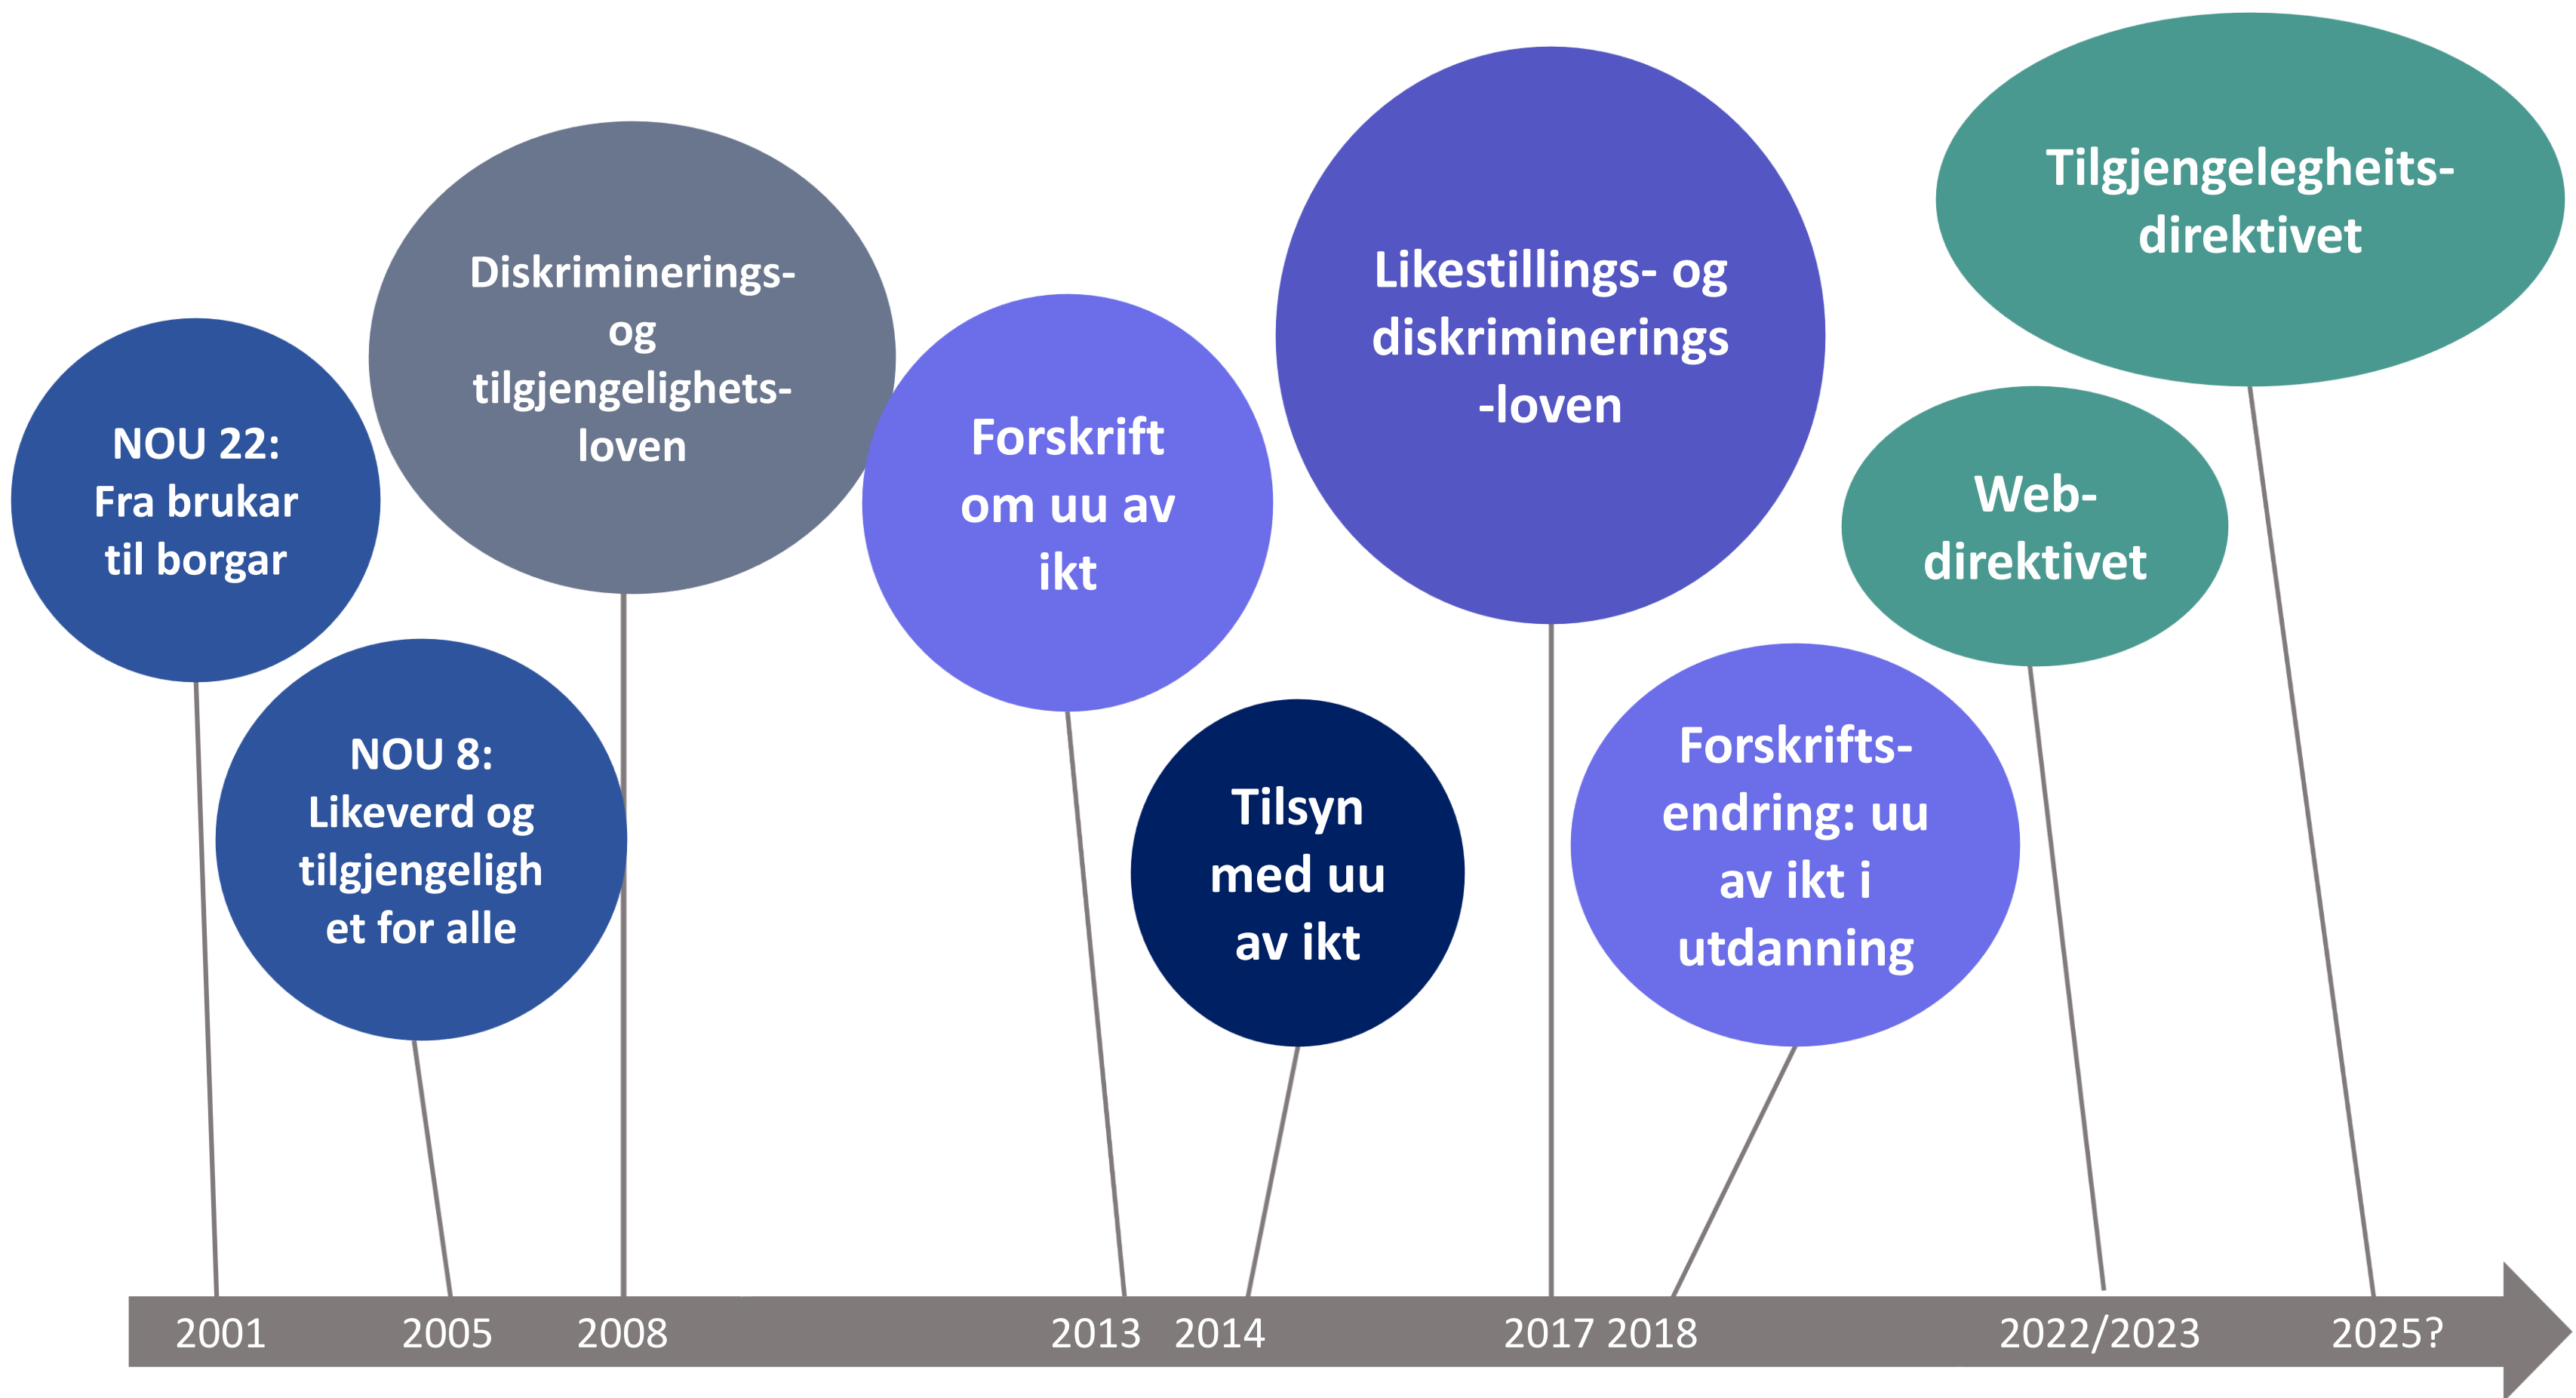 NOU 22:
Fra brukar
til borgar
NOU 8:
Likeverd og
tilgjengeligh
et for alle
Diskriminerings-
og
tilgjengelighets-
loven
Forskrift
om uu av
ikt
Tilsyn
med uu
av ikt
Likestillings- og
diskriminerings
-loven
Forskrifts-
endring: uu
av ikt i
utdanning
Web-
direktivet
Tilgjengelegheits-
direktivet
2001 2005 2008 2013 2014 2017 2018 2022/2023 2025?